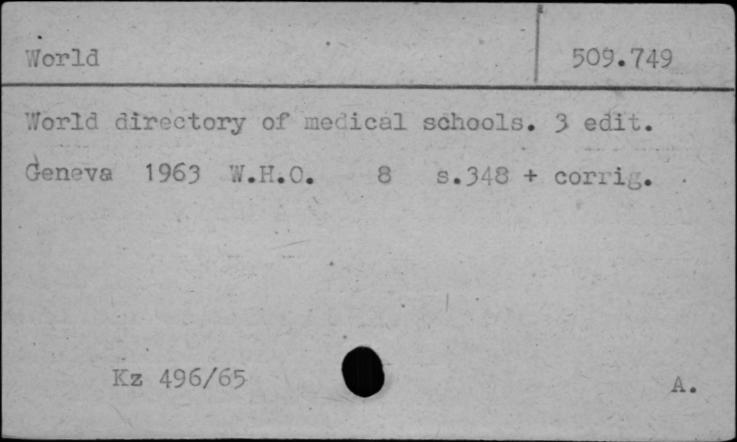 World 509.749
World directory of medical schools. 3 edit.
Geneva 1963 W.H.O. 8 s.348 + corrig.
Kz 496/65 A.